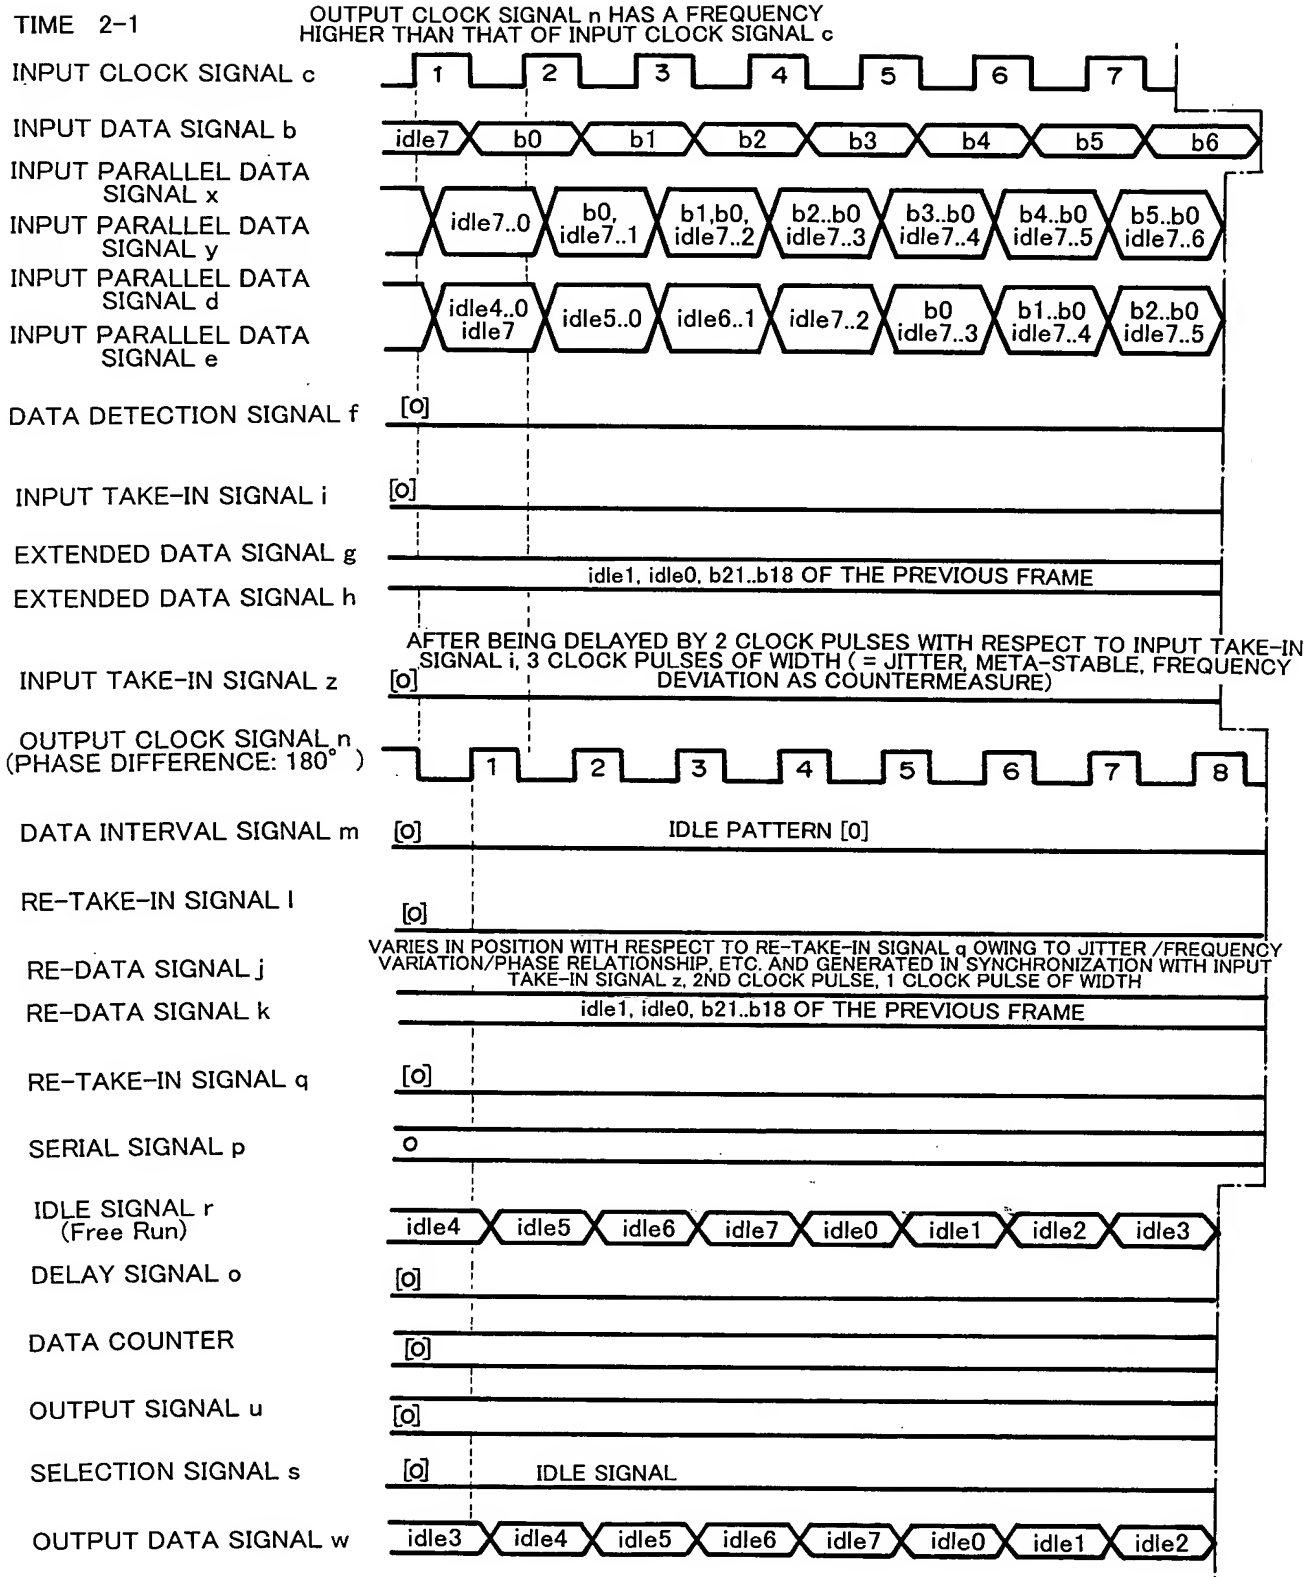 TIME 2-1
OUTPUT CLOCK SIGNAL n HAS A FREQUENCY
HIGHER THAN THAT OF INPUT CLOCK SIGNAL c
INPUT CLOCK SIGNAL c
1 2 3 4 5 6 7
INPUT DATA SIGNAL b
idle7 b0 b1 b2 b3 b4 b5 b6
INPUT PARALLEL DATA
SIGNAL x
INPUT PARALLEL DATA
SIGNAL y
idle7..0 b0, b1,b0, b2..b0 b3..b0 b4..b0 b5..b0
idle7..1 idle7..2 idle7..3 idle7..4 idle7..5 idle7..6
INPUT PARALLEL DATA
SIGNAL d
INPUT PARALLEL DATA
SIGNAL e
idle4..0 idle5..0 idle6..1 idle7..2 b0 b1..b0 b2..b0
idle7 idle7..3 idle7..4 idle7..5
DATA DETECTION SIGNAL f
[0]
INPUT TAKE-IN SIGNAL i
[0]
EXTENDED DATA SIGNAL g
idle1, idle0, b21..b18 OF THE PREVIOUS FRAME
EXTENDED DATA SIGNAL h
AFTER BEING DELAYED BY 2 CLOCK PULSES WITH RESPECT TO INPUT TAKE-IN
SIGNAL i, 3 CLOCK PULSES OF WIDTH ( = JITTER, META-STABLE, FREQUENCY
DEVIATION AS COUNTERMEASURE)
INPUT TAKE-IN SIGNAL z
[0]
OUTPUT CLOCK SIGNAL n
(PHASE DIFFERENCE: 180° )
1 2 3 4 5 6 7 8
DATA INTERVAL SIGNAL m
[0] IDLE PATTERN [0]
RE-TAKE-IN SIGNAL l
[0]
VARIES IN POSITION WITH RESPECT TO RE-TAKE-IN SIGNAL q OWING TO JITTER /FREQUENCY
VARIATION/PHASE RELATIONSHIP, ETC. AND GENERATED IN SYNCHRONIZATION WITH INPUT
TAKE-IN SIGNAL z, 2ND CLOCK PULSE, 1 CLOCK PULSE OF WIDTH
RE-DATA SIGNAL j
RE-DATA SIGNAL k
idle1, idle0, b21..b18 OF THE PREVIOUS FRAME
RE-TAKE-IN SIGNAL q
[0]
SERIAL SIGNAL p
0
IDLE SIGNAL r
(Free Run)
idle4 idle5 idle6 idle7 idle0 idle1 idle2 idle3
DELAY SIGNAL o
[0]
DATA COUNTER
[0]
OUTPUT SIGNAL u
[0]
SELECTION SIGNAL s
[0] IDLE SIGNAL
OUTPUT DATA SIGNAL w
idle3 idle4 idle5 idle6 idle7 idle0 idle1 idle2